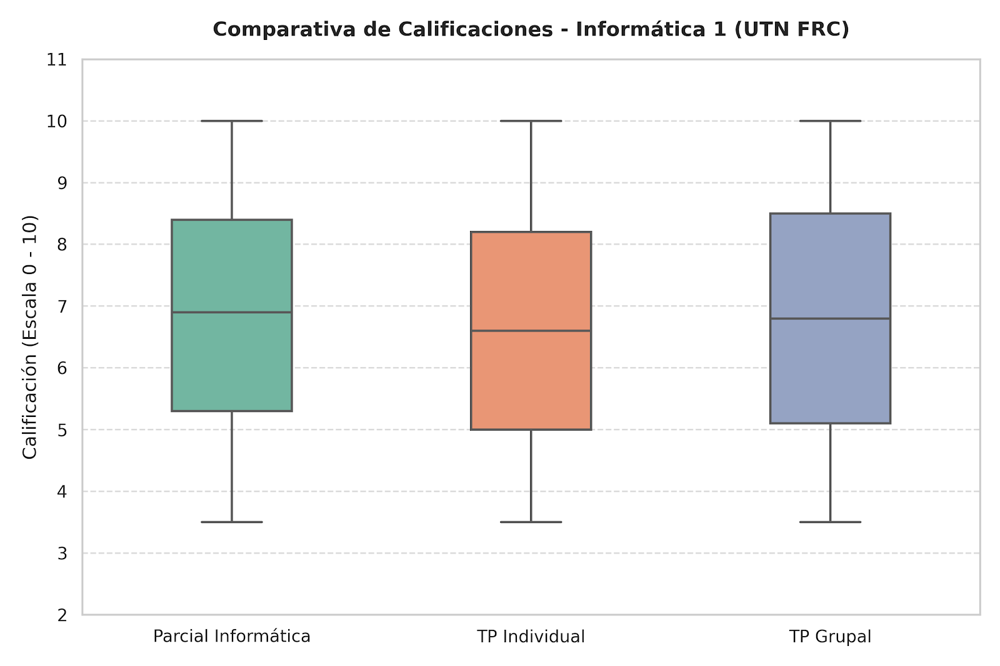 Comparativa de Calificaciones - Informática 1 (UTN FRC)
Calificación (Escala 0 - 10)
11
10
9
8
7
6
5
4
3
2
Parcial Informática
TP Individual
TP Grupal